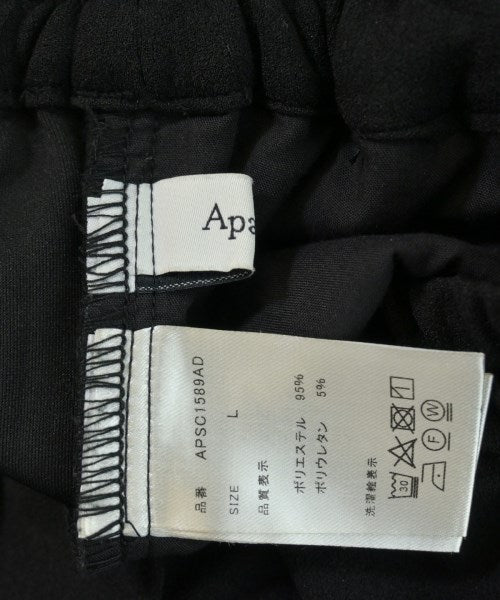 Apa
品番 APSC1589AD
SIZE L
品質表示
ポリエステル 95%
ポリウレタン 5%
洗濯絵表示
30
F W